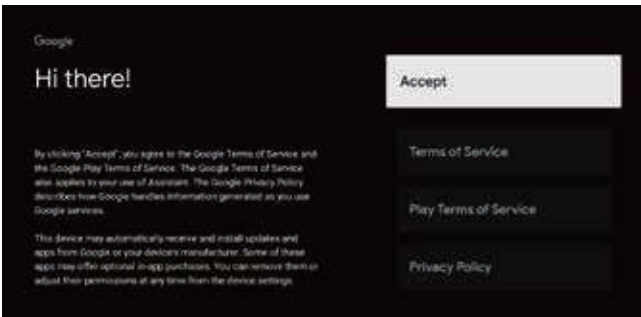 Google
Hi there!
By clicking "Accept", you agree to the Google Terms of Service and
the Google Play Terms of Service. The Google Terms of Service
also applies to your use of Assistant. The Google Privacy Policy
describes how Google handles information generated as you use
Google services.
This device may automatically receive and install updates and
apps from Google or your device's manufacturer. Some of these
apps may offer optional in-app purchases. You can remove them or
adjust their permissions at any time from the device settings.
Accept
Terms of Service
Play Terms of Service
Privacy Policy